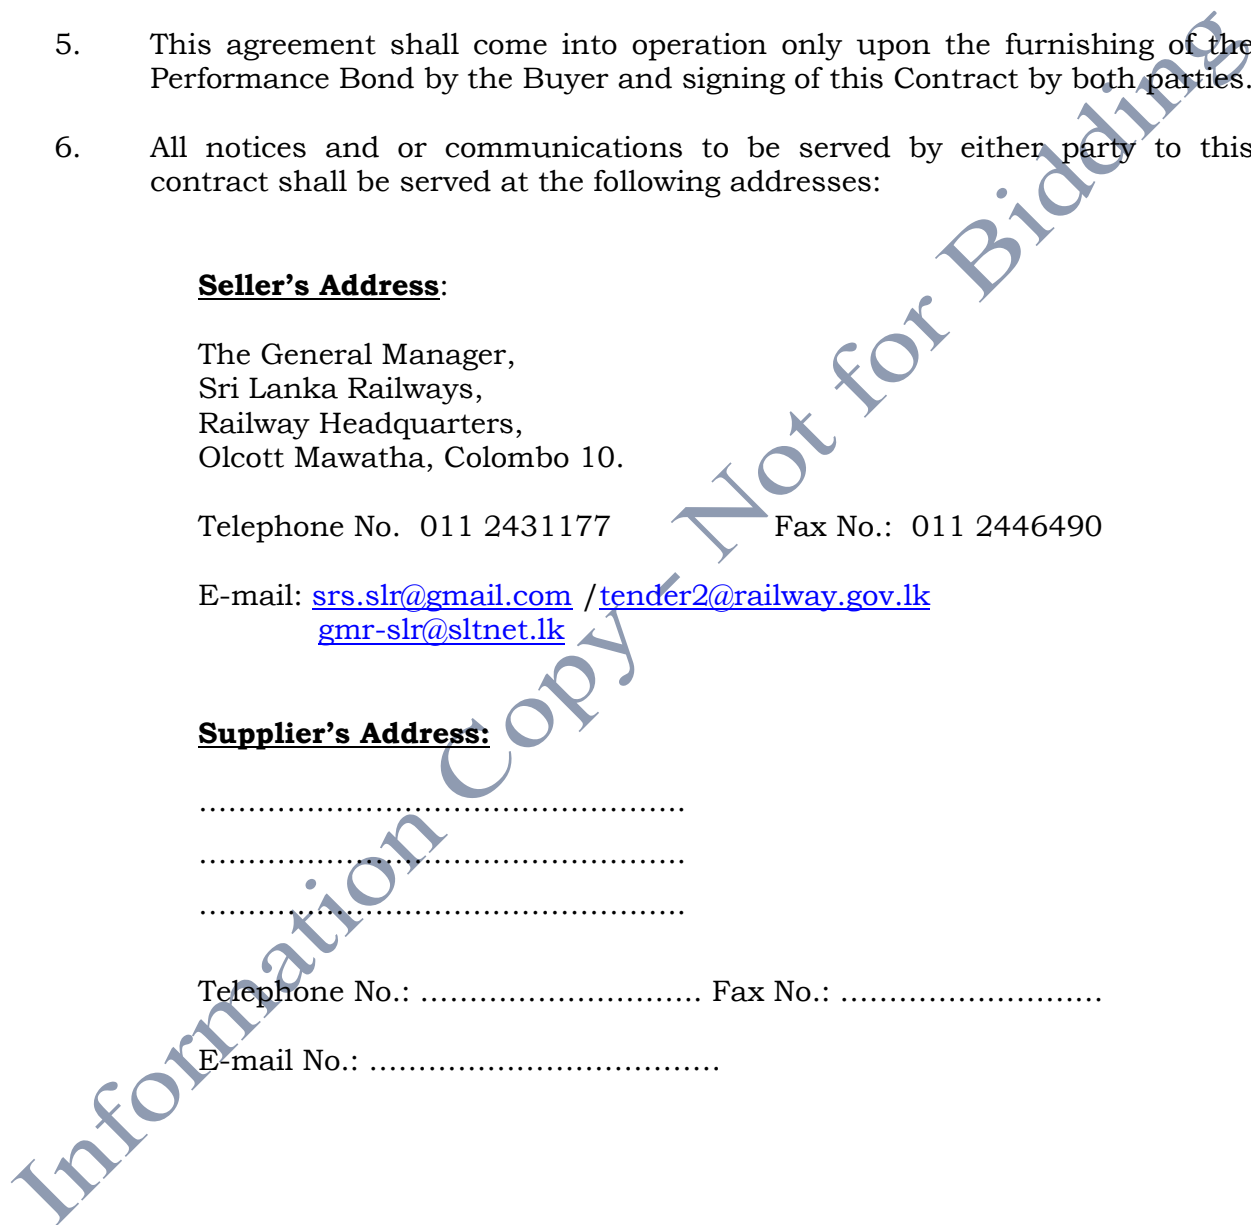 5. This agreement shall come into operation only upon the furnishing of the
Performance Bond by the Buyer and signing of this Contract by both parties.
6. All notices and or communications to be served by either party to this
contract shall be served at the following addresses:
Seller’s Address:
The General Manager,
Sri Lanka Railways,
Railway Headquarters,
Olcott Mawatha, Colombo 10.
Telephone No. 011 2431177 Fax No.: 011 2446490
E-mail: srs.slr@gmail.com /tender2@railway.gov.lk
gmr-slr@sltnet.lk
Supplier’s Address:
…………………………………………..
…………………………………………..
…………………………………………..
Telephone No.: ……………………….. Fax No.: ………………………
E-mail No.: ………………………………
Information Copy - Not for Bidding